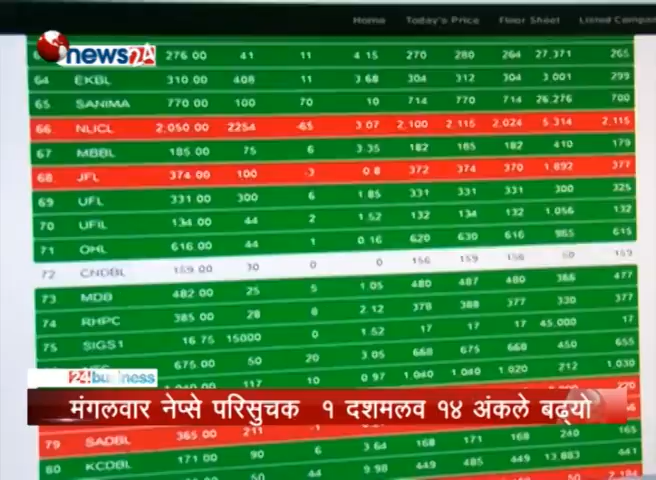 Home Today's Price Floor Sheet Listed Compan
news24
276.00 41 11 4.15 270 280 264 27,371 265
64 EKBL 310.00 408 11 3.68 304 312 304 3,001 299
65 SANIMA 770.00 100 70 10 714 770 714 26,276 700
66 NLICL 2,050.00 2254 -65 3.07 2,100 2,115 2,024 5,314 2,115
67 MBBL 185.00 75 6 3.35 182 185 182 410 179
68 JFL 374.00 100 -3 0.8 372 374 370 1,892 377
69 UFL 331.00 300 6 1.85 331 331 331 300 325
70 UFIL 134.00 44 2 1.52 132 134 132 1,056 132
71 OHL 616.00 44 1 0.16 620 630 616 965 615
72 CNDBL 159.00 30 0 0 156 159 156 50 159
73 MDB 482.00 25 5 1.05 480 487 480 386 477
74 RHPC 385.00 28 8 2.12 378 388 377 330 377
75 SIGS1 16.75 15000 0 1.52 17 17 17 45,000 17
675.00 50 20 3.05 668 675 668 450 655
24 business
117 10 0.97 1,040 1,040 1,020 212 1,030
मंगलवार नेप्से परिसुचक १ दशमलव १४ अंकले बढ्यो
79 SADBL 365.00 211
80 KCDBL 171.00 90 6 3.64 168 171 168 240 165
50 44 9.98 449 485 449 13,883 441